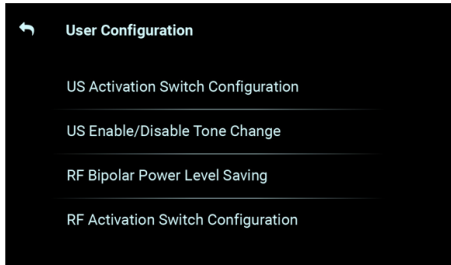 User Configuration
US Activation Switch Configuration
US Enable/Disable Tone Change
RF Bipolar Power Level Saving
RF Activation Switch Configuration